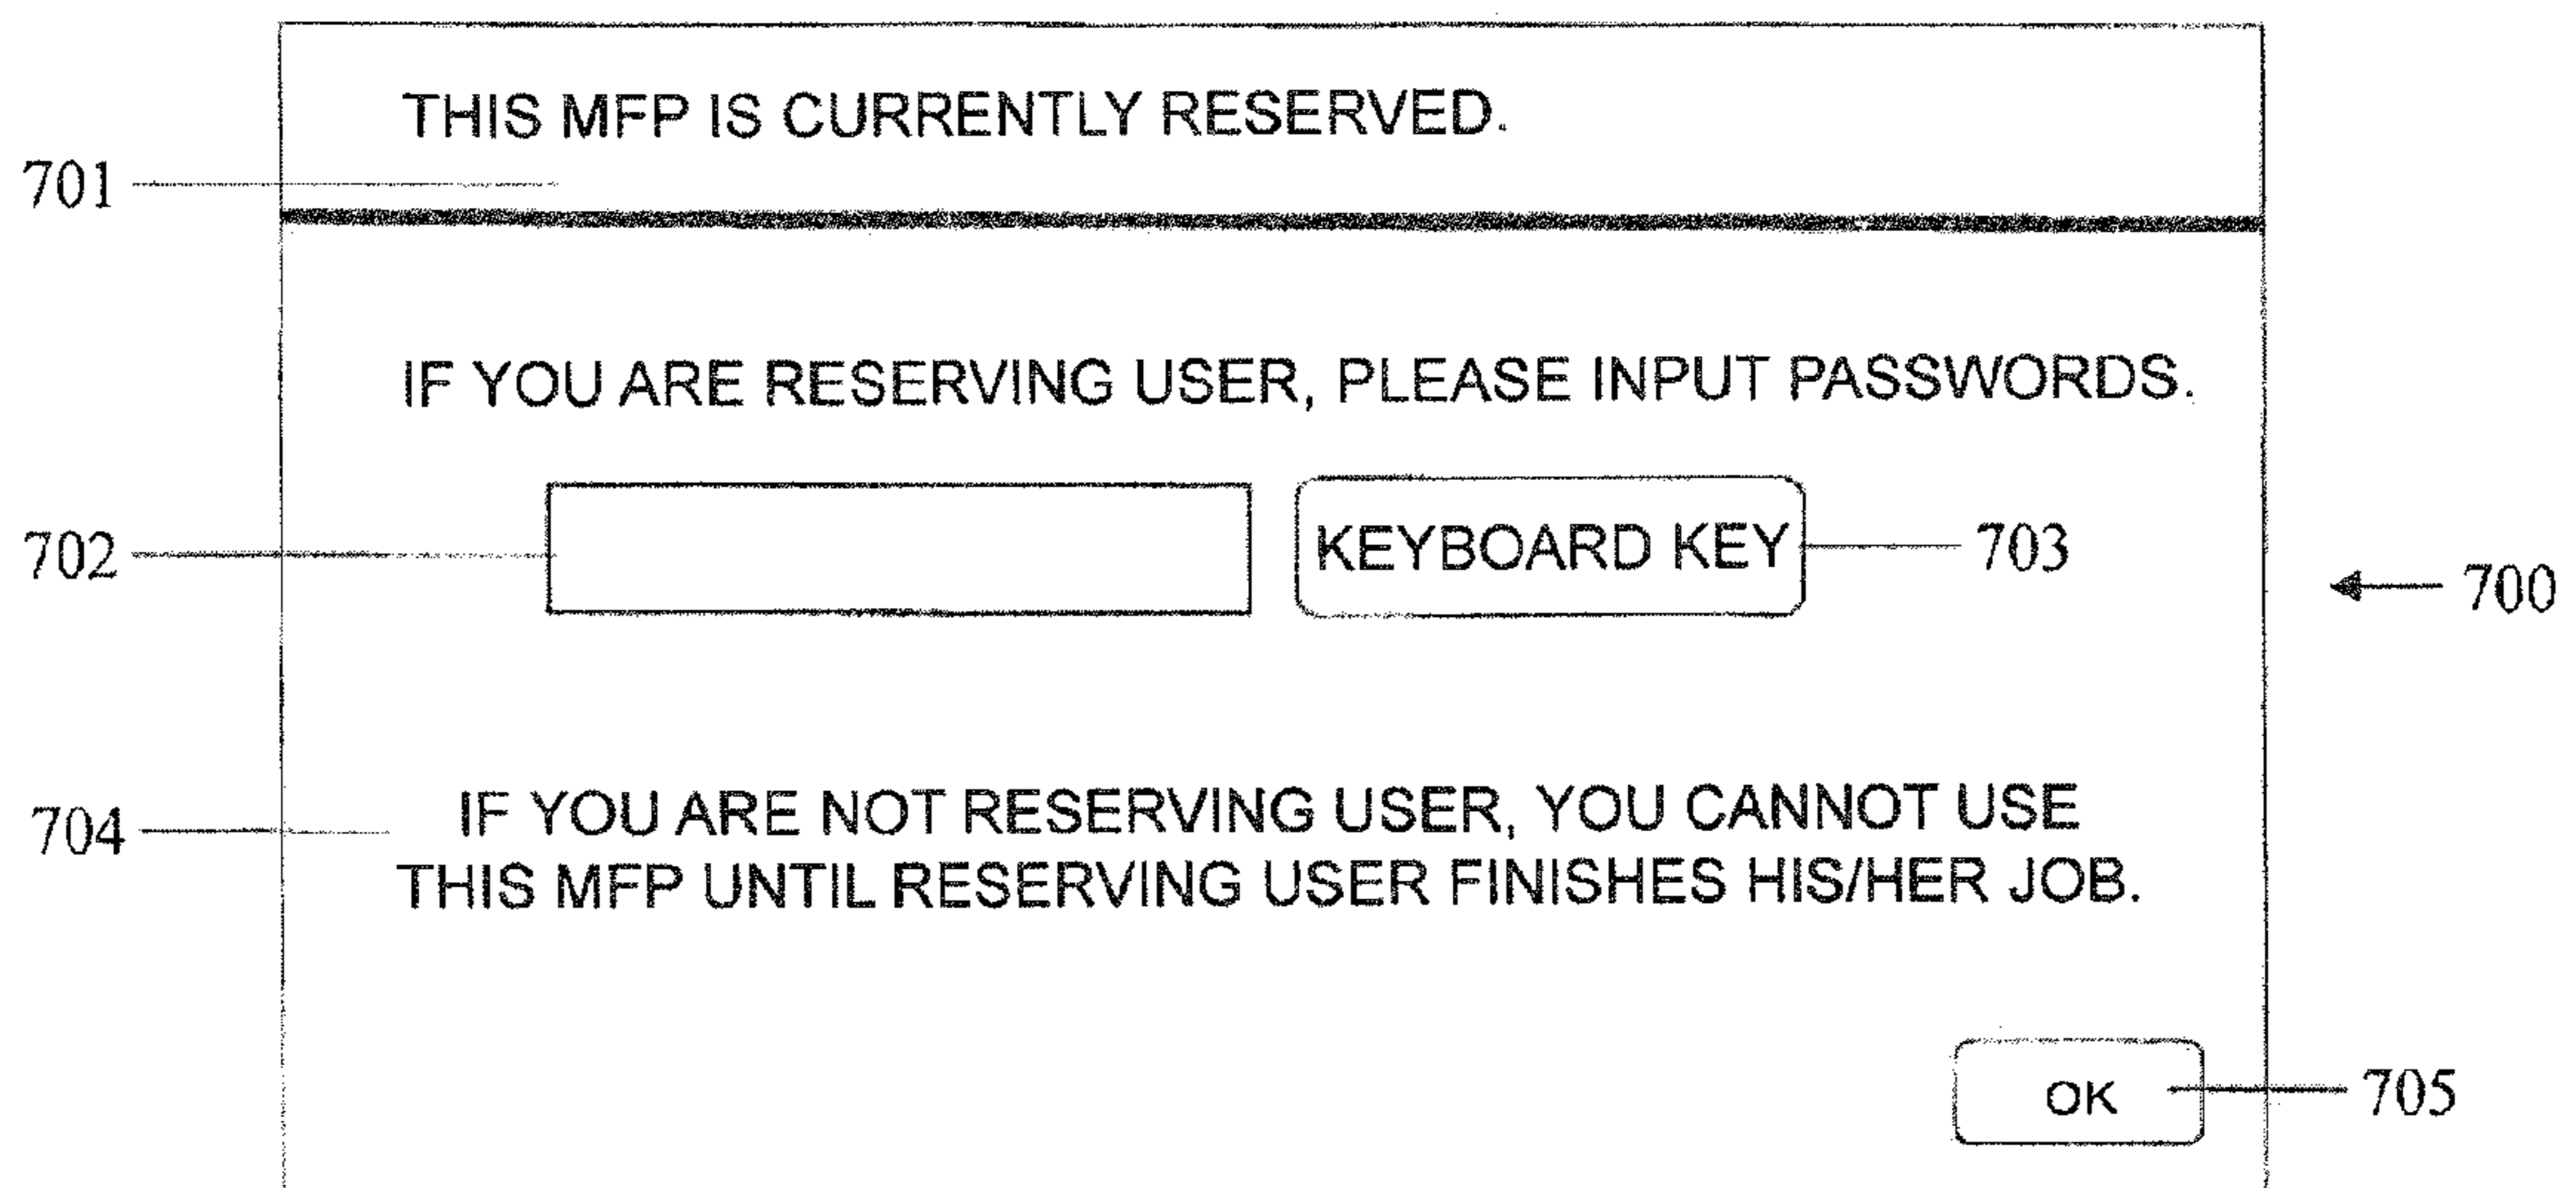 THIS MFP IS CURRENTLY RESERVED.
701
IF YOU ARE RESERVING USER, PLEASE INPUT PASSWORDS.
702
KEYBOARD KEY
703
700
704
IF YOU ARE NOT RESERVING USER, YOU CANNOT USE
THIS MFP UNTIL RESERVING USER FINISHES HIS/HER JOB.
OK
705